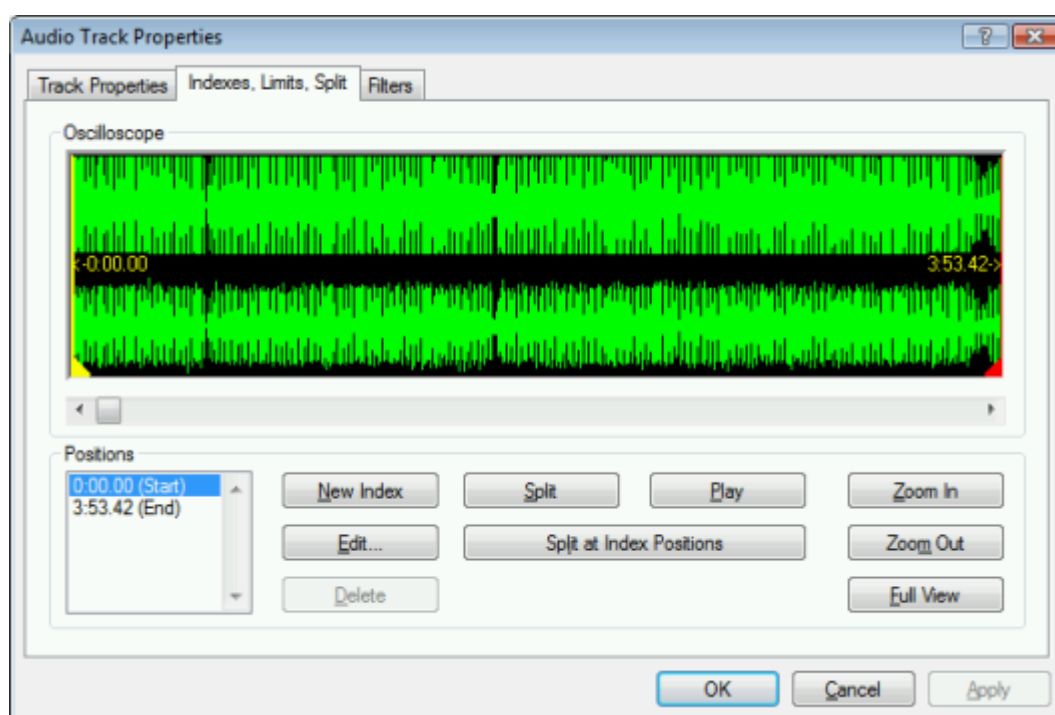 Audio Track Properties
Track Properties Indexes, Limits, Split Filters
Oscilloscope
<-0:00.00 3:53.42->
Positions
0:00.00 (Start)
3:53.42 (End)
New Index Split Play Zoom In
Edit... Split at Index Positions Zoom Out
Delete Full View
OK Cancel Apply